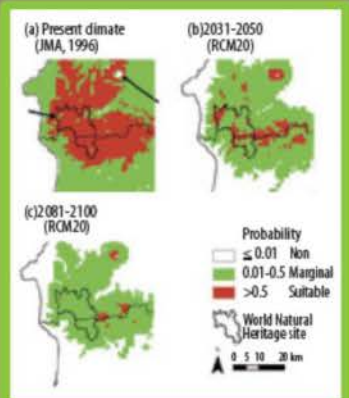 (a) Present climate
(JMA, 1996)
(b)2031-2050
(RCM20)
(c)2081-2100
(RCM20)
Probability
≤ 0.01 Non
0.01-0.5 Marginal
>0.5 Suitable
World Natural
Heritage site
0 5 10 20 km